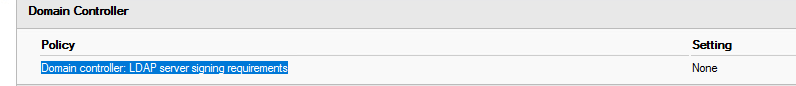 Domain Controller
Policy Setting
Domain controller: LDAP server signing requirements None